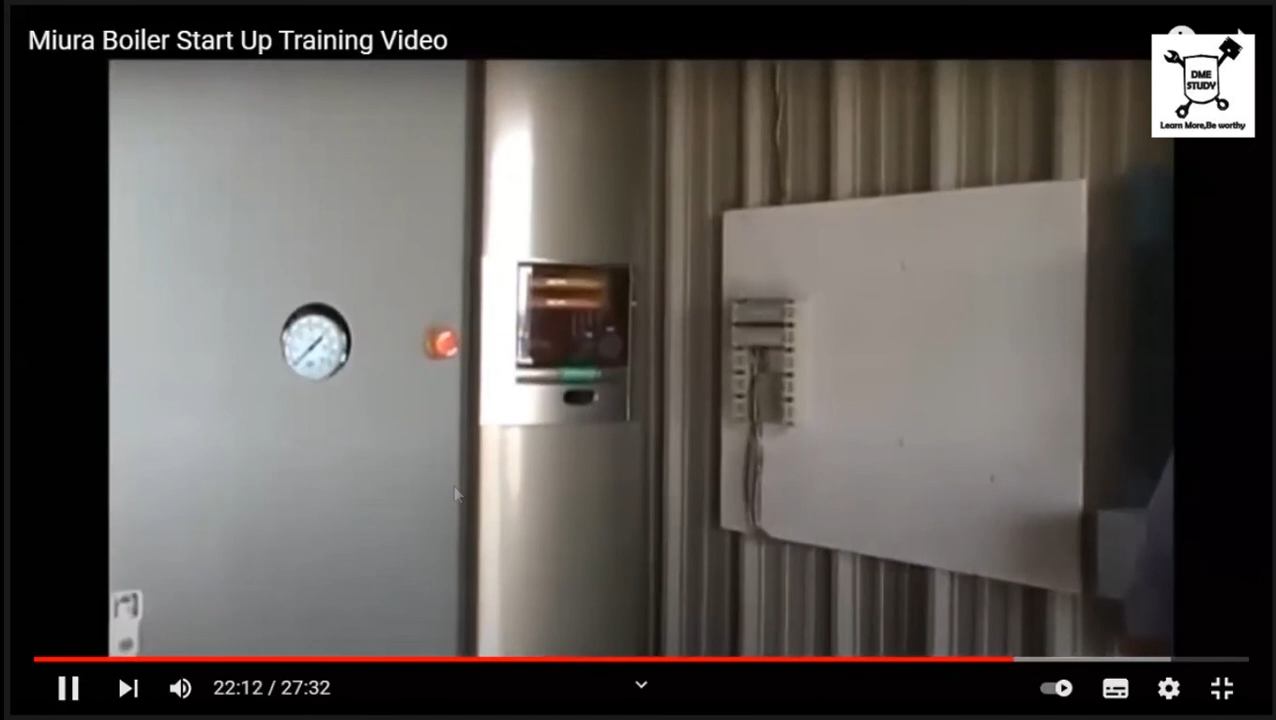 Miura Boiler Start Up Training Video
DME
STUDY
Learn More,Be worthy
22:12 / 27:32